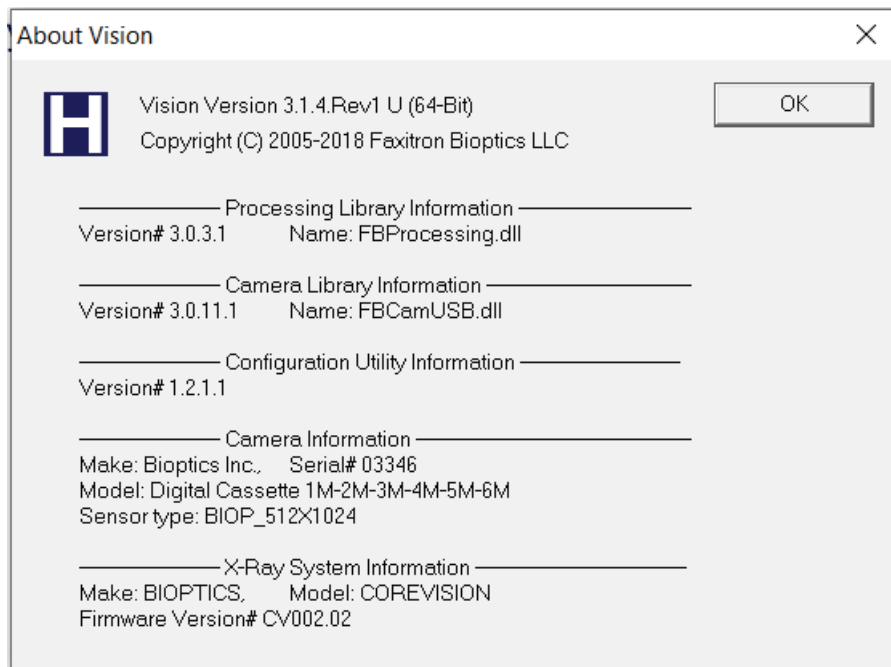 About Vision
H
Vision Version 3.1.4.Rev1 U (64-Bit)
OK
Copyright (C) 2005-2018 Faxitron Bioptics LLC
Processing Library Information
Version# 3.0.3.1 Name: FBProcessing.dll
Camera Library Information
Version# 3.0.11.1 Name: FBCamUSB.dll
Configuration Utility Information
Version# 1.2.1.1
Camera Information
Make: Bioptics Inc., Serial# 03346
Model: Digital Cassette 1M-2M-3M-4M-5M-6M
Sensor type: BIOP_512X1024
X-Ray System Information
Make: BIOPTICS, Model: COREVISION
Firmware Version# CV002.02